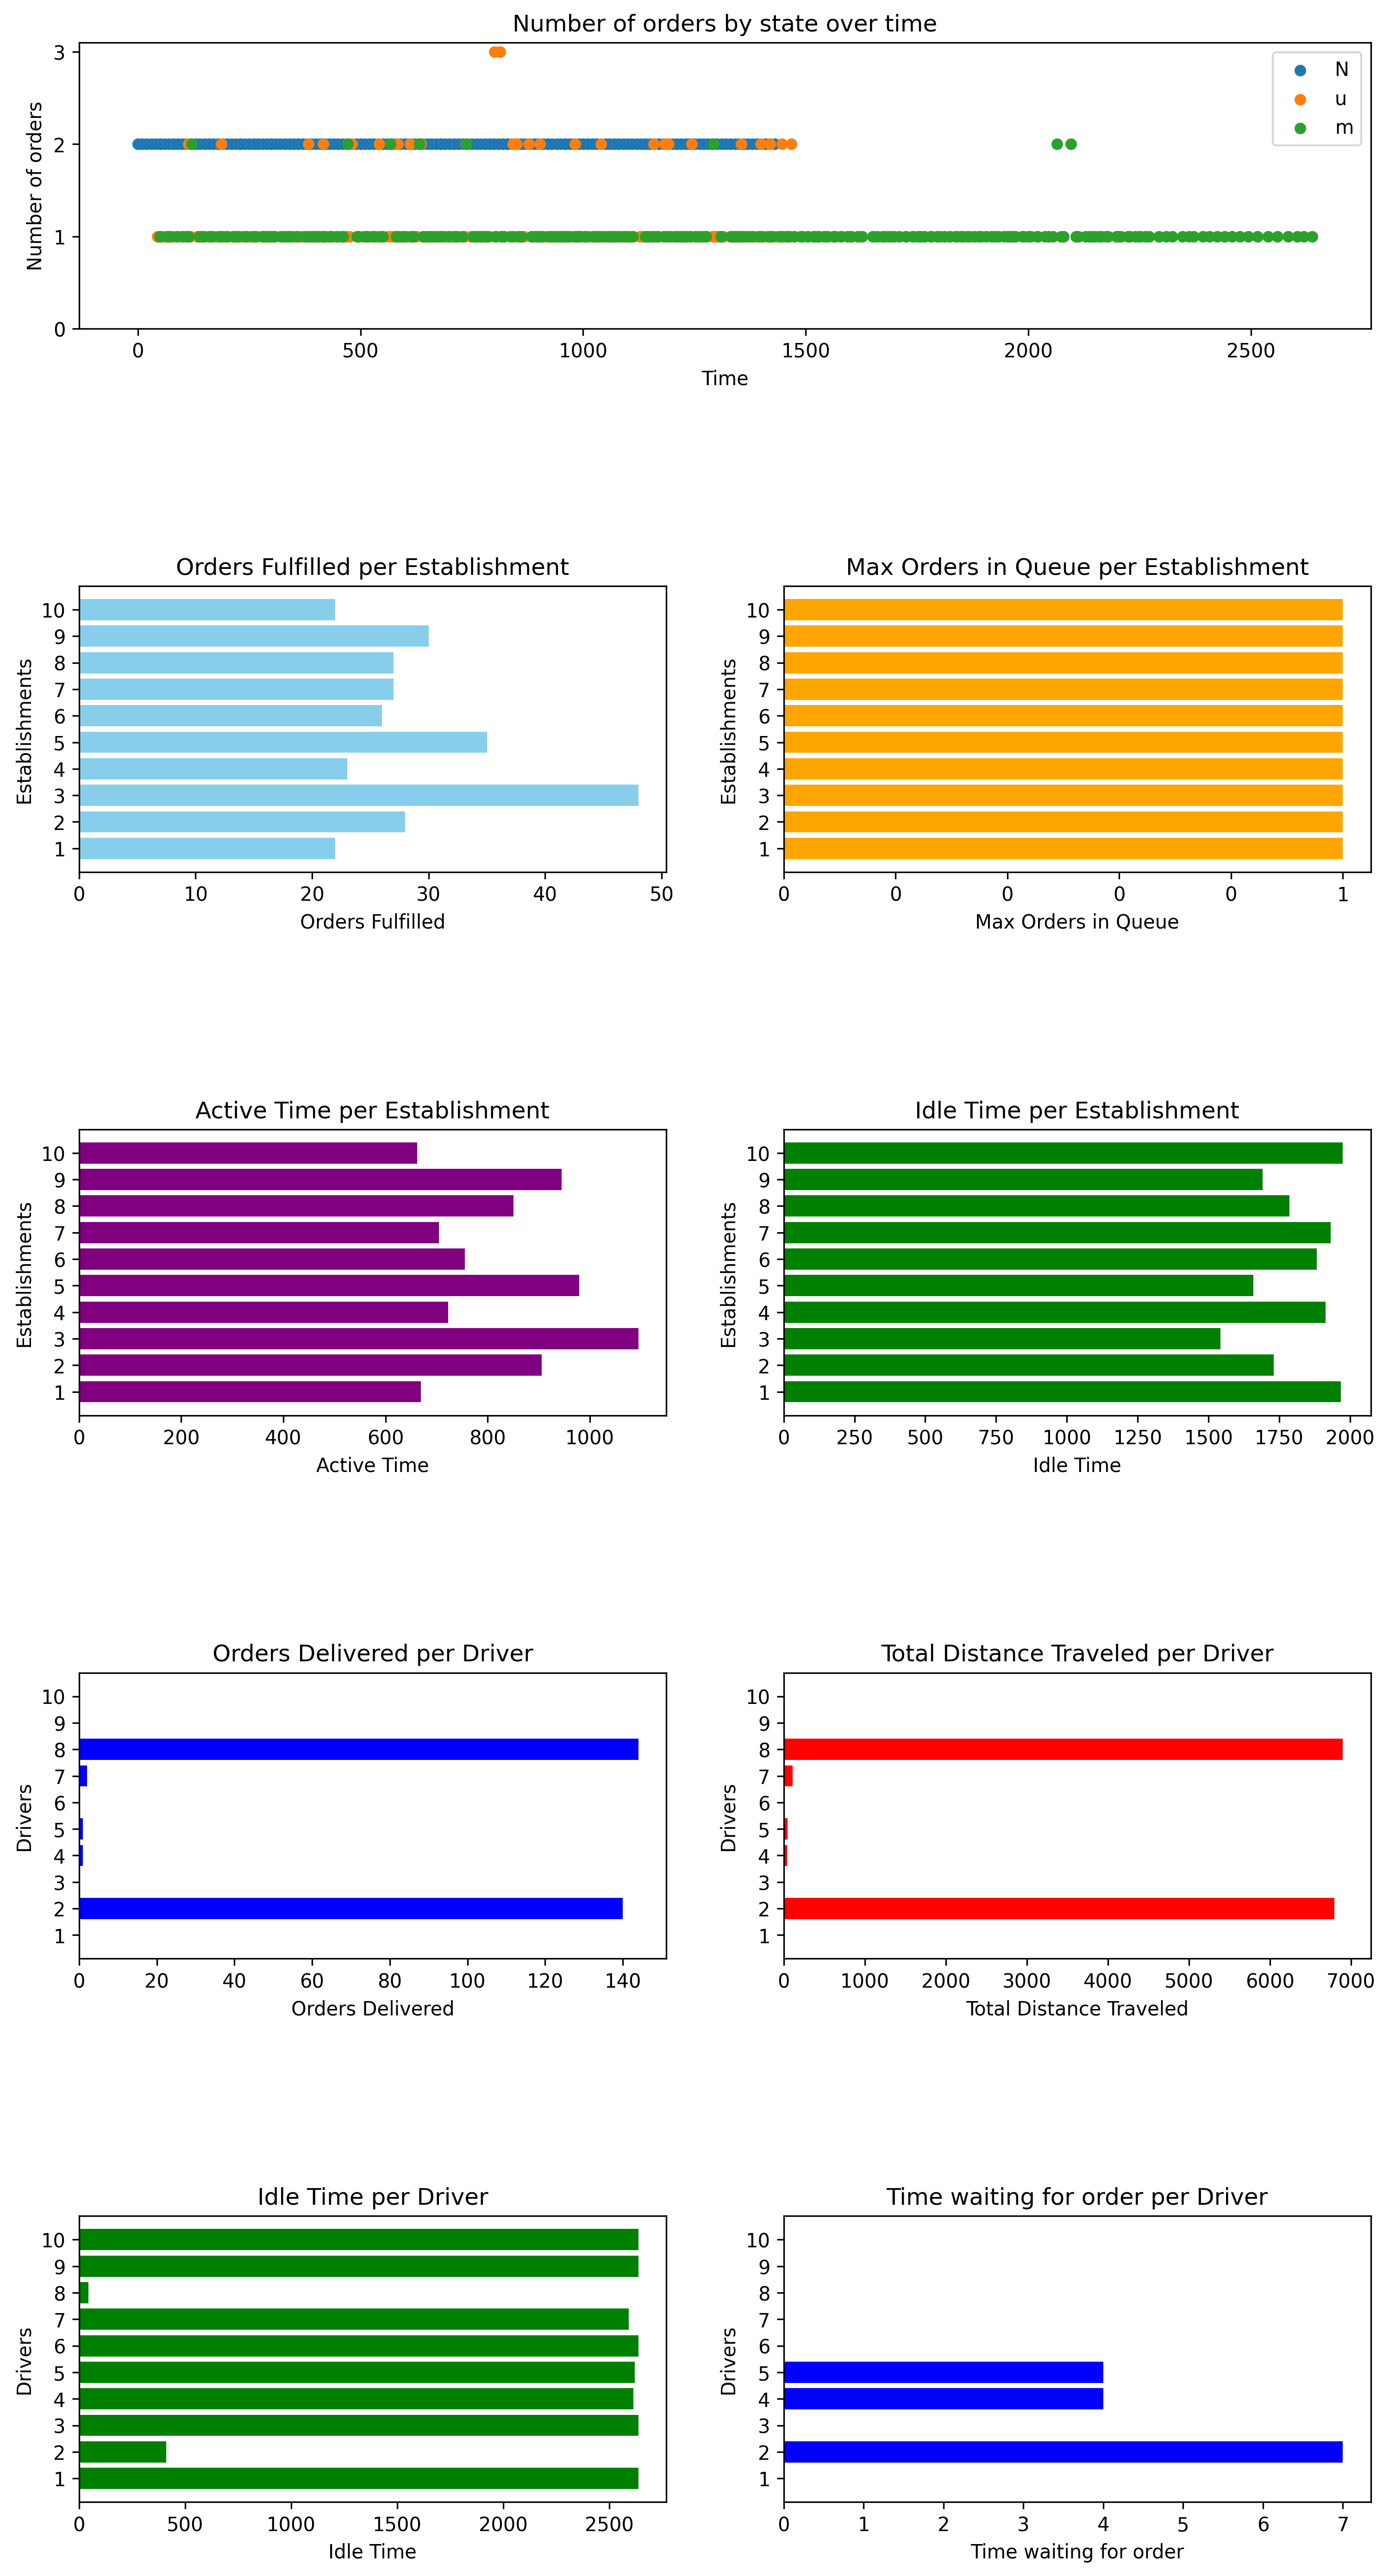 Number of orders by state over time
3
2
1
0
Number of orders
N
u
m
0 500 1000 1500 2000 2500
Time
Orders Fulfilled per Establishment
10
9
8
7
6
5
4
3
2
1
Establishments
0 10 20 30 40 50
Orders Fulfilled
Max Orders in Queue per Establishment
10
9
8
7
6
5
4
3
2
1
Establishments
0 0 0 0 0 1
Max Orders in Queue
Active Time per Establishment
10
9
8
7
6
5
4
3
2
1
Establishments
0 200 400 600 800 1000
Active Time
Idle Time per Establishment
10
9
8
7
6
5
4
3
2
1
Establishments
0 250 500 750 1000 1250 1500 1750 2000
Idle Time
Orders Delivered per Driver
10
9
8
7
6
5
4
3
2
1
Drivers
0 20 40 60 80 100 120 140
Orders Delivered
Total Distance Traveled per Driver
10
9
8
7
6
5
4
3
2
1
Drivers
0 1000 2000 3000 4000 5000 6000 7000
Total Distance Traveled
Idle Time per Driver
10
9
8
7
6
5
4
3
2
1
Drivers
0 500 1000 1500 2000 2500
Idle Time
Time waiting for order per Driver
10
9
8
7
6
5
4
3
2
1
Drivers
0 1 2 3 4 5 6 7
Time waiting for order